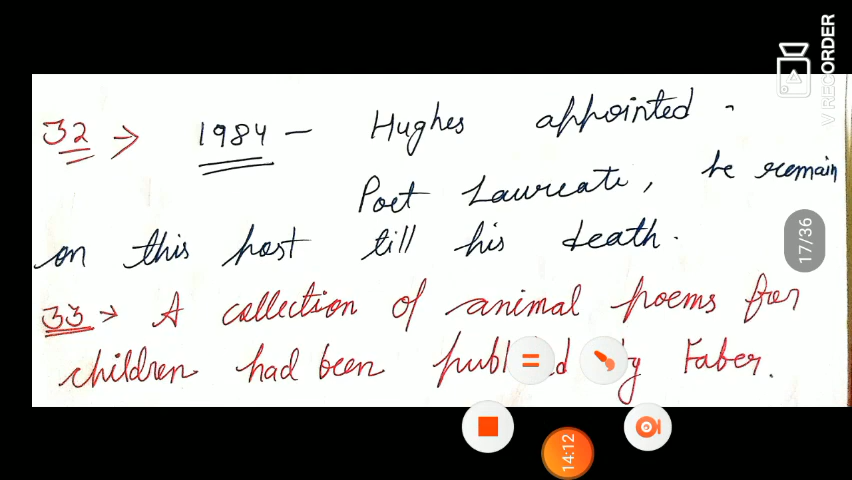 32 → 1984 - Hughes appointed -
Poet Laureate, he remain
on this post till his death.
33 → A collection of animal poems for
children had been by Faber.
V RECORDER
17/36
14:12